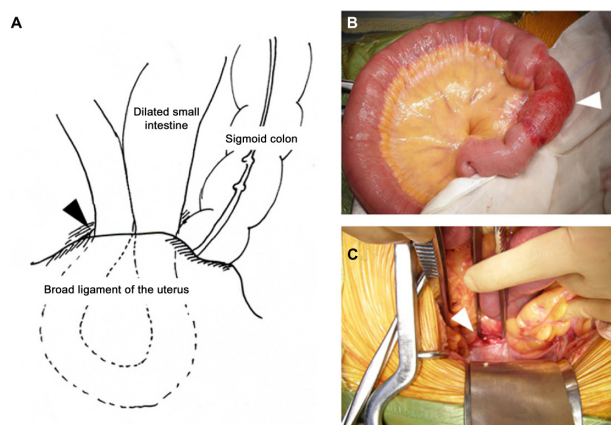 A
Dilated small
intestine
Sigmoid colon
Broad ligament of the uterus
B
C